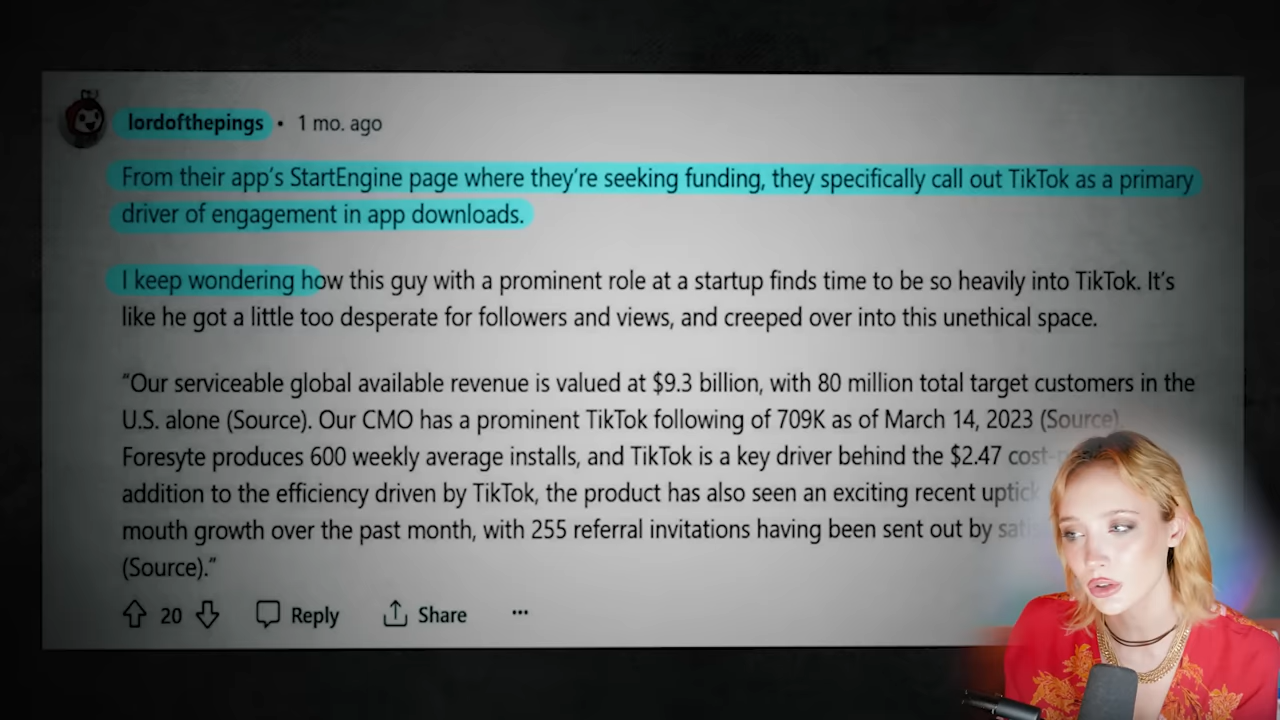 lordofthepings • 1 mo. ago
From their app's StartEngine page where they're seeking funding, they specifically call out TikTok as a primary
driver of engagement in app downloads.
I keep wondering how this guy with a prominent role at a startup finds time to be so heavily into TikTok. It's
like he got a little too desperate for followers and views, and creeped over into this unethical space.
“Our serviceable global available revenue is valued at $9.3 billion, with 80 million total target customers in the
U.S. alone (Source). Our CMO has a prominent TikTok following of 709K as of March 14, 2023 (Source).
Foresyte produces 600 weekly average installs, and TikTok is a key driver behind the $2.47
addition to the efficiency driven by TikTok, the product has also seen an exciting recent uptick
mouth growth over the past month, with 255 referral invitations having been sent out by
(Source).”
20 Reply Share ...